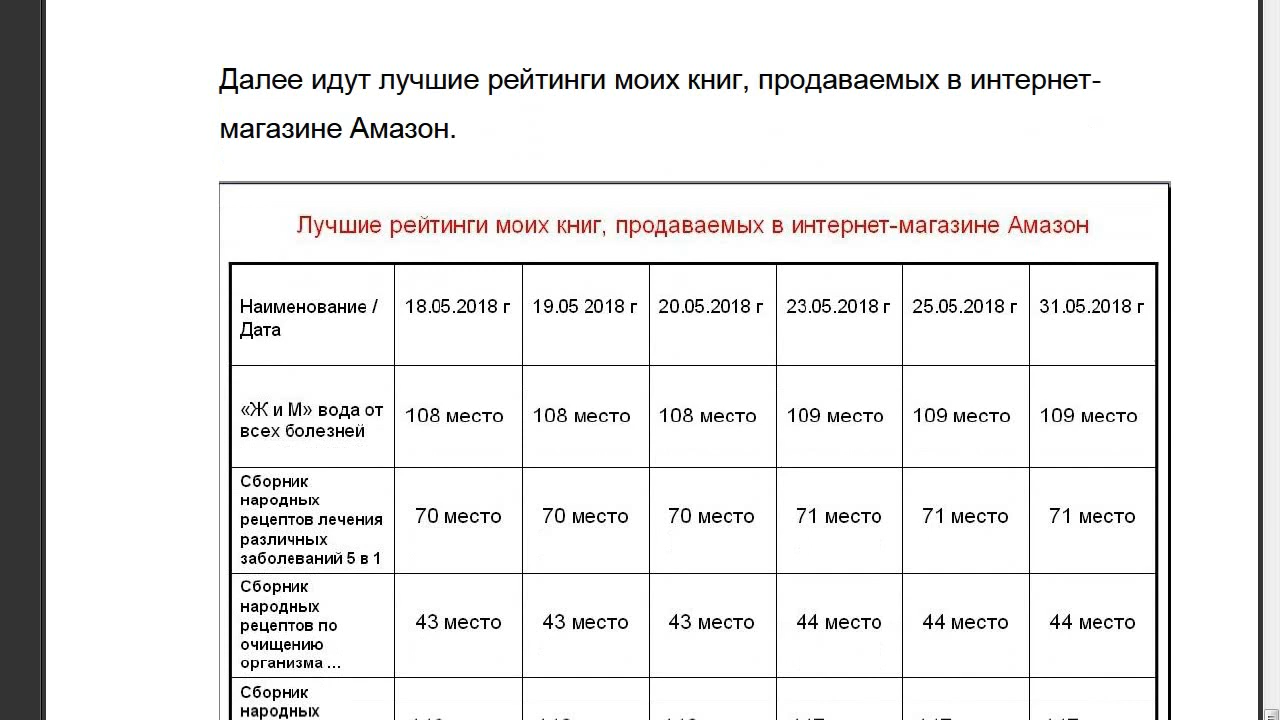 Далее идут лучшие рейтинги моих книг, продаваемых в интернет-
магазине Амазон.
Лучшие рейтинги моих книг, продаваемых в интернет-магазине Амазон
Наименование / Дата 18.05.2018 г 19.05 2018 г 20.05.2018 г 23.05.2018 г 25.05.2018 г 31.05.2018 г
«Ж и М» вода от
всех болезней
108 место 108 место 108 место 109 место 109 место 109 место
Сборник
народных
рецептов лечения
различных
заболеваний 5 в 1
70 место 70 место 70 место 71 место 71 место 71 место
Сборник
народных
рецептов по
очищению
организма ...
43 место 43 место 43 место 44 место 44 место 44 место
Сборник
народных